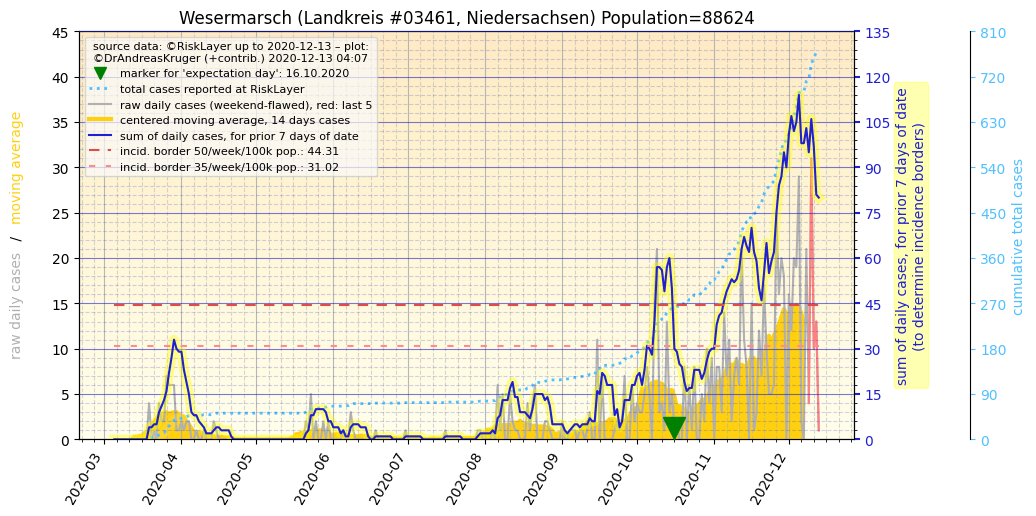 Wesermarsch (Landkreis #03461, Niedersachsen) Population=88624
source data: ©RiskLayer up to 2020-12-13 – plot:
©DrAndreasKruger (+contrib.) 2020-12-13 04:07
marker for 'expectation day': 16.10.2020
total cases reported at RiskLayer
raw daily cases (weekend-flawed), red: last 5
centered moving average, 14 days cases
sum of daily cases, for prior 7 days of date
incid. border 50/week/100k pop.: 44.31
incid. border 35/week/100k pop.: 31.02
raw daily cases / moving average
45
40
35
30
25
20
15
10
5
0
2020-03
2020-04
2020-05
2020-06
2020-07
2020-08
2020-09
2020-10
2020-11
2020-12
135
120
105
90
75
60
45
30
15
0
sum of daily cases, for prior 7 days of date
(to determine incidence borders)
810
720
630
540
450
360
270
180
90
0
cumulative total cases